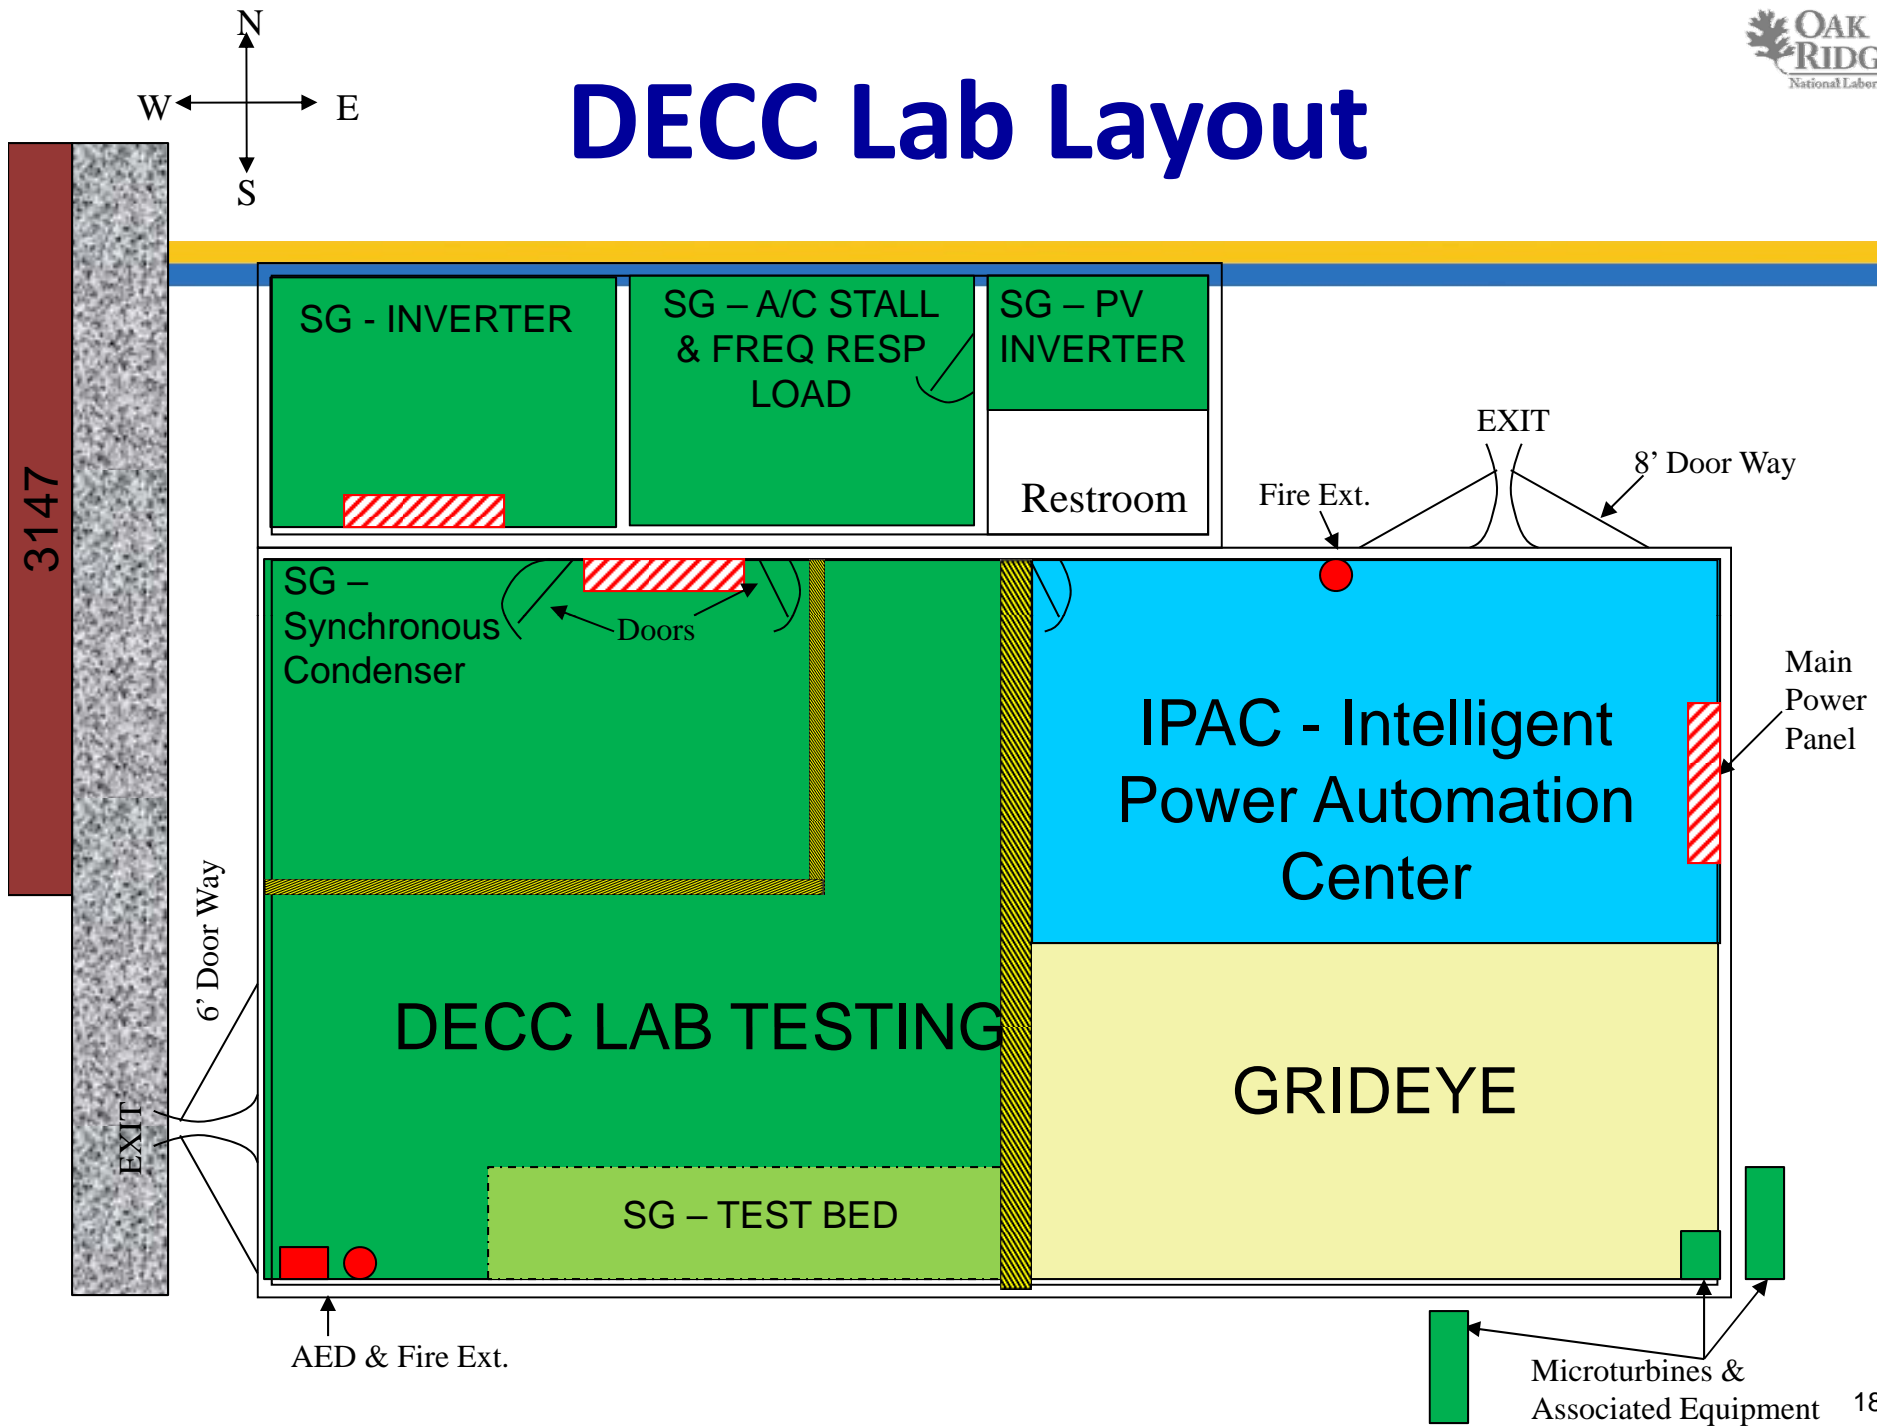 N
W
E
S
DECC Lab Layout
OAK
RIDG
National Labor
3147
SG - INVERTER
SG – A/C STALL
& FREQ RESP
LOAD
SG – PV
INVERTER
Restroom
EXIT
8’ Door Way
Fire Ext.
SG –
Synchronous
Condenser
Doors
IPAC - Intelligent
Power Automation
Center
Main
Power
Panel
6’ Door Way
DECC LAB TESTING
GRIDEYE
EXIT
SG – TEST BED
AED & Fire Ext.
Microturbines &
Associated Equipment
18